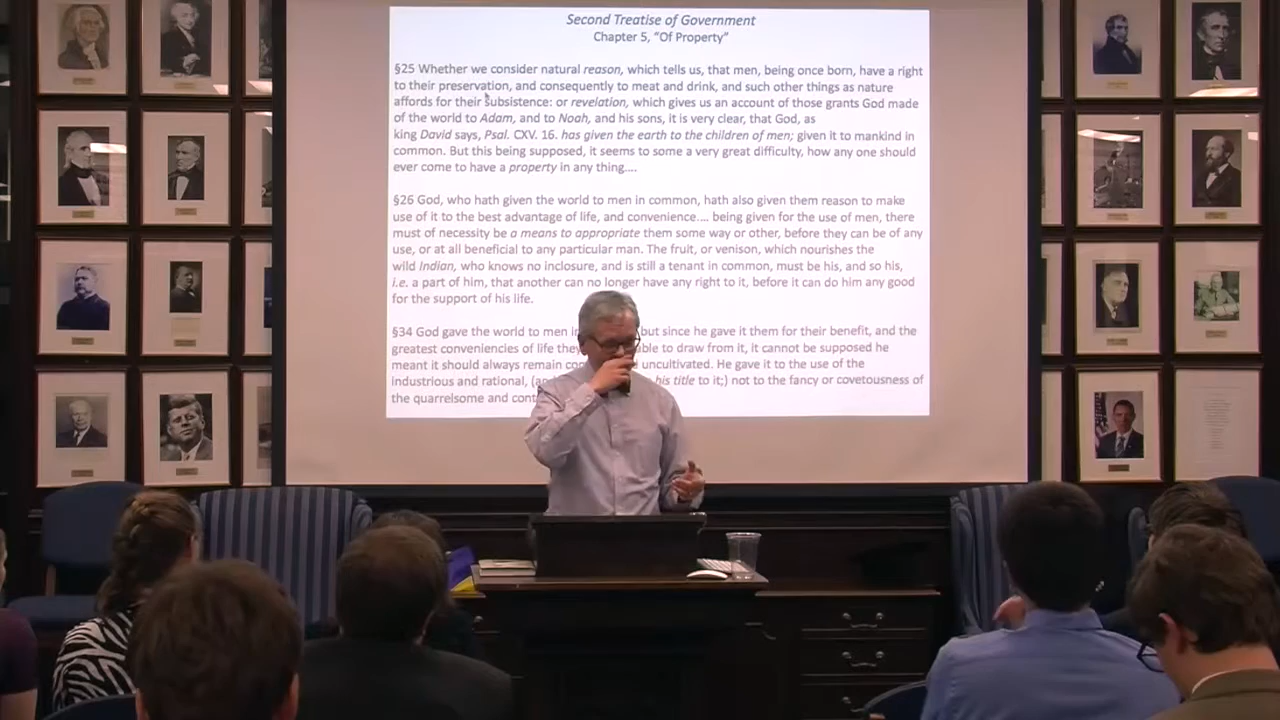 Second Treatise of Government
Chapter 5, “Of Property”
§25 Whether we consider natural reason, which tells us, that men, being once born, have a right
to their preservation, and consequently to meat and drink, and such other things as nature
affords for their subsistence: or revelation, which gives us an account of those grants God made
of the world to Adam, and to Noah, and his sons, it is very clear, that God, as
king David says, Psal. CXV. 16. has given the earth to the children of men; given it to mankind in
common. But this being supposed, it seems to some a very great difficulty, how any one should
ever come to have a property in any thing....
§26 God, who hath given the world to men in common, hath also given them reason to make
use of it to the best advantage of life, and convenience.... being given for the use of men, there
must of necessity be a means to appropriate them some way or other, before they can be of any
use, or at all beneficial to any particular man. The fruit, or venison, which nourishes the
wild Indian, who knows no inclosure, and is still a tenant in common, must be his, and so his,
i.e. a part of him, that another can no longer have any right to it, before it can do him any good
for the support of his life.
§34 God gave the world to men in but since he gave it them for their benefit, and the
greatest conveniencies of life they able to draw from it, it cannot be supposed he
meant it should always remain uncultivated. He gave it to the use of the
industrious and rational, his title to it;) not to the fancy or covetousness of
the quarrelsome and